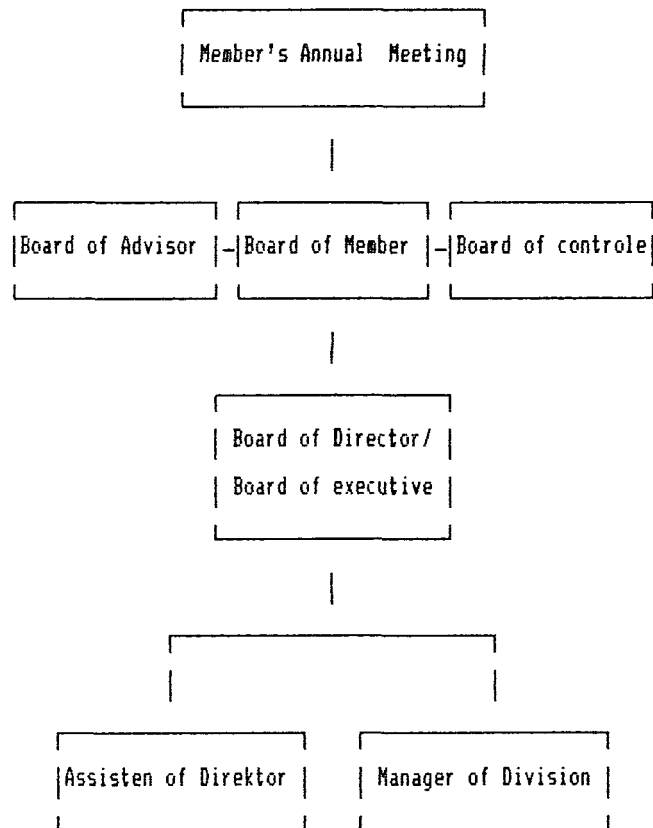 Member's Annual Meeting
Board of Advisor
Board of Member
Board of controle
Board of Director/
Board of executive
Assisten of Direktor
Manager of Division